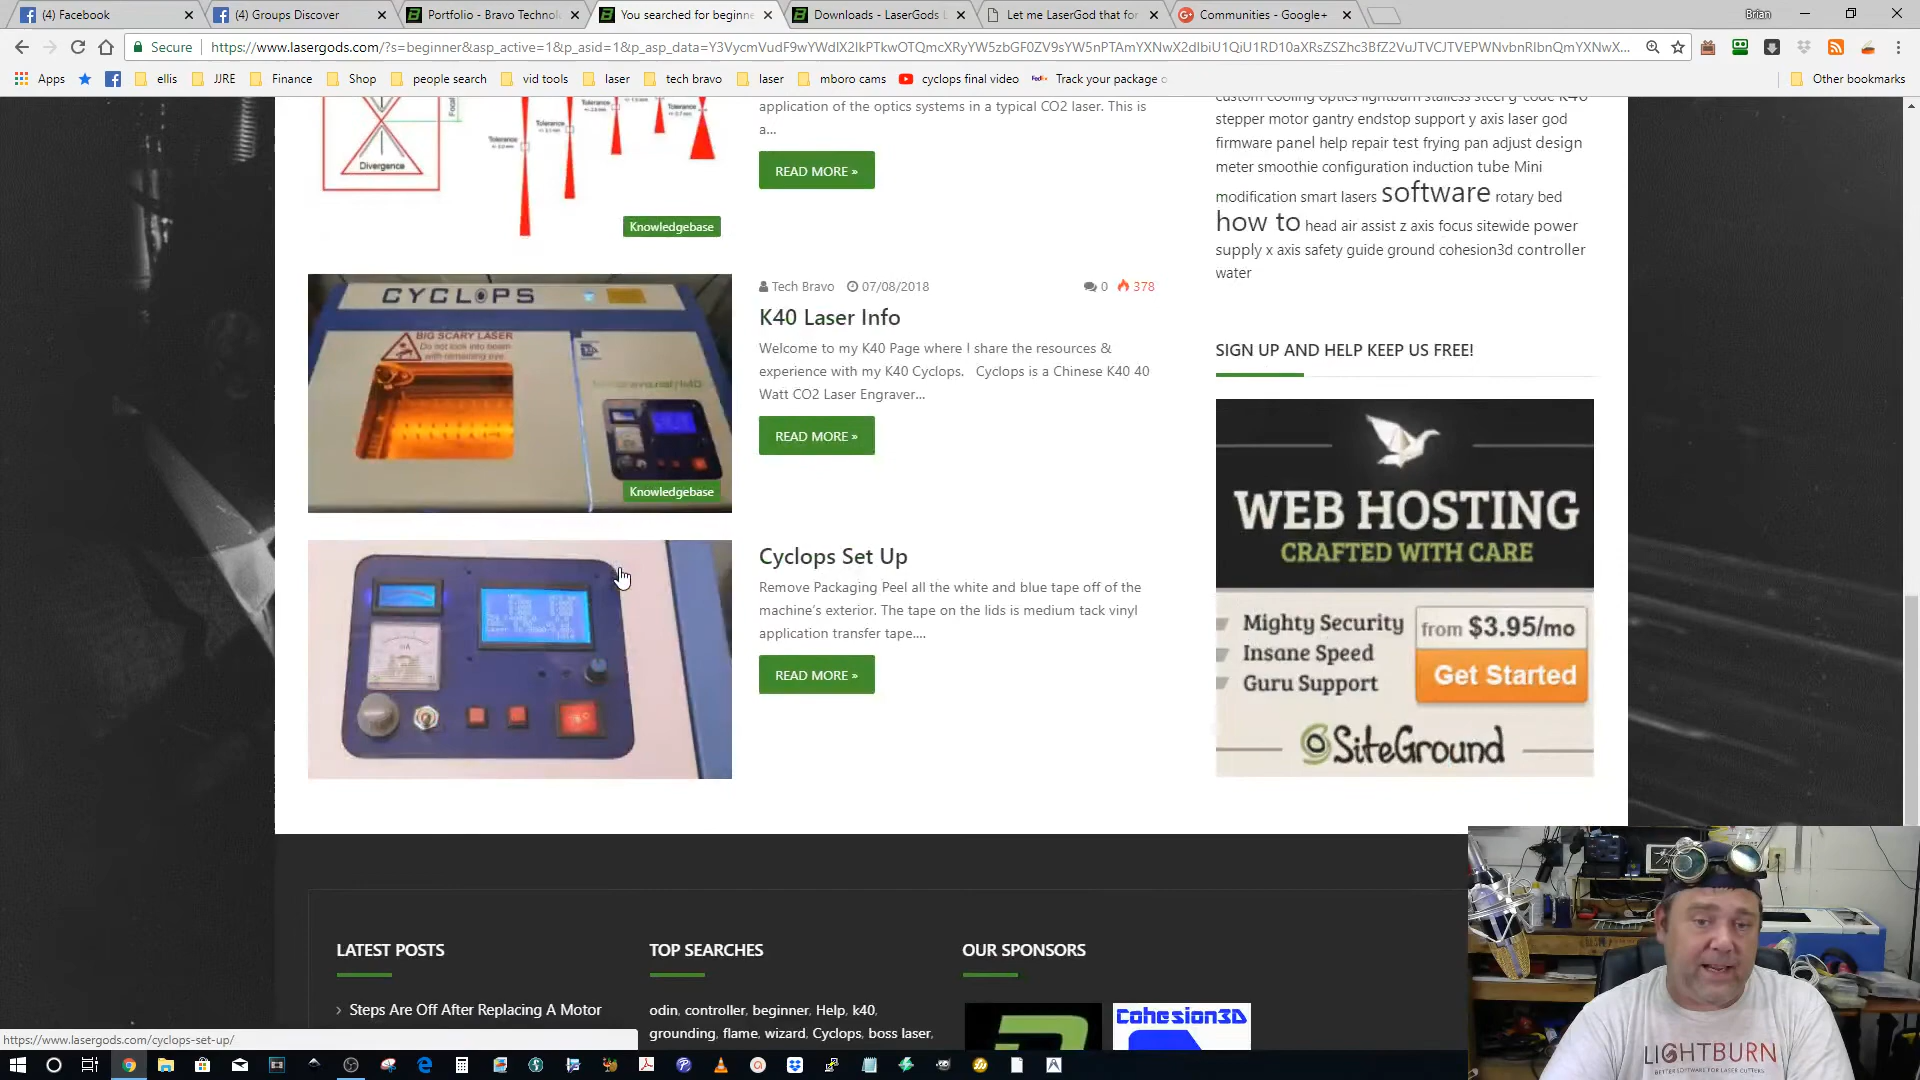 (4) Facebook
(4) Groups Discover
Portfolio - Bravo Technol
You searched for beginne
Downloads - LaserGods L
Let me LaserGod that for
Communities - Google+
Brian
Secure
https://www.lasergods.com/?s=beginner&asp_active=1&p_asid=1&p_asp_data=
Apps
ellis
JJRE
Finance
Shop
people search
vid tools
laser
tech bravo
laser
mboro cams
cyclops final video
Track your package o
Other bookmarks
Divergence
Tolerance
Tolerance
Tolerance
Tolerance
Knowledgebase
application of the optics systems in a typical CO2 laser. This is
a...
READ MORE »
CYCLOPS
BIG SCARY LASER
Do not look into beam
with remaining eye
Knowledgebase
Tech Bravo
07/08/2018
0
378
K40 Laser Info
Welcome to my K40 Page where I share the resources &
experience with my K40 Cyclops. Cyclops is a Chinese K40 40
Watt CO2 Laser Engraver...
READ MORE »
Cyclops Set Up
Remove Packaging Peel all the white and blue tape off of the
machine's exterior. The tape on the lids is medium tack vinyl
application transfer tape....
READ MORE »
custom cooling optics lightburn stailess steel g-code K40
stepper motor gantry endstop support y axis laser god
firmware panel help repair test frying pan adjust design
meter smoothie configuration induction tube Mini
modification smart lasers software rotary bed
how to head air assist z axis focus sitewide power
supply x axis safety guide ground cohesion3d controller
water
SIGN UP AND HELP KEEP US FREE!
WEB HOSTING
CRAFTED WITH CARE
Mighty Security
Insane Speed
Guru Support
from $3.95/mo
Get Started
SiteGround
LATEST POSTS
Steps Are Off After Replacing A Motor
TOP SEARCHES
odin, controller, beginner, Help, k40,
grounding, flame, wizard, Cyclops, boss laser,
OUR SPONSORS
Cohesion3D
https://www.lasergods.com/cyclops-set-up/
LIGHTBURN
BETTER SOFTWARE FOR LASER CUTTERS